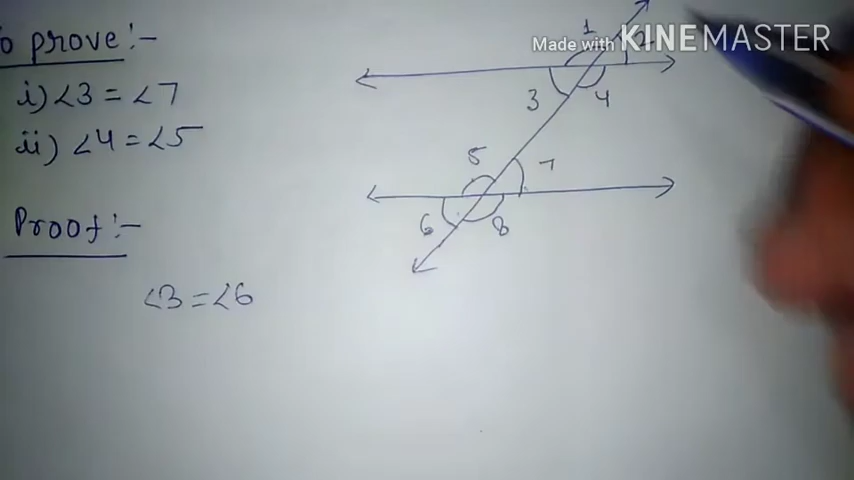 o prove:-
i) <3 = <7
ii) <4 = <5
Proof:-
<3 = <6
1
2
3
4
5
7
6
8
Made with KINEMASTER